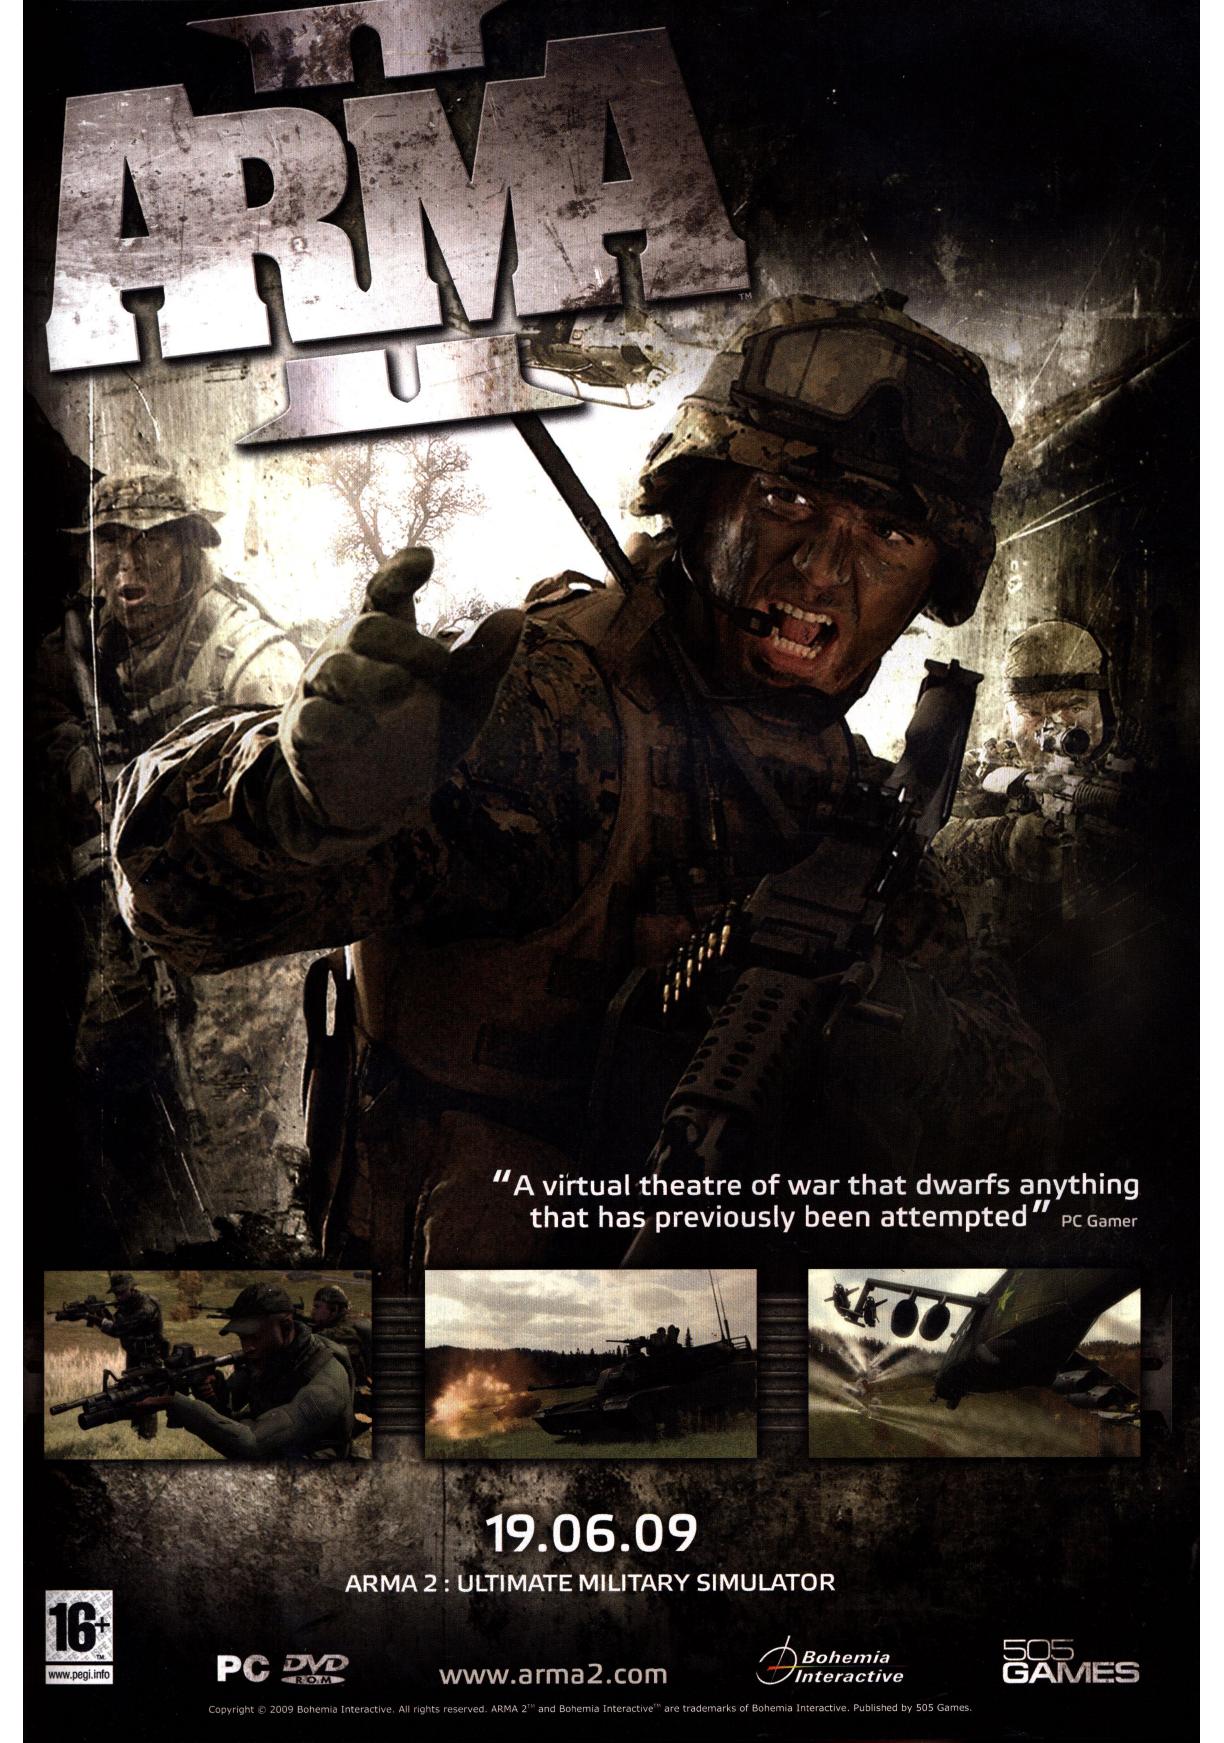 II
ARMA™
“A virtual theatre of war that dwarfs anything
that has previously been attempted” PC Gamer
19.06.09
ARMA 2 : ULTIMATE MILITARY SIMULATOR
16+
™
www.pegi.info
PC DVD
ROM
www.arma2.com
Bohemia
Interactive
505
GAMES
Copyright © 2009 Bohemia Interactive. All rights reserved. ARMA 2™ and Bohemia Interactive™ are trademarks of Bohemia Interactive. Published by 505 Games.